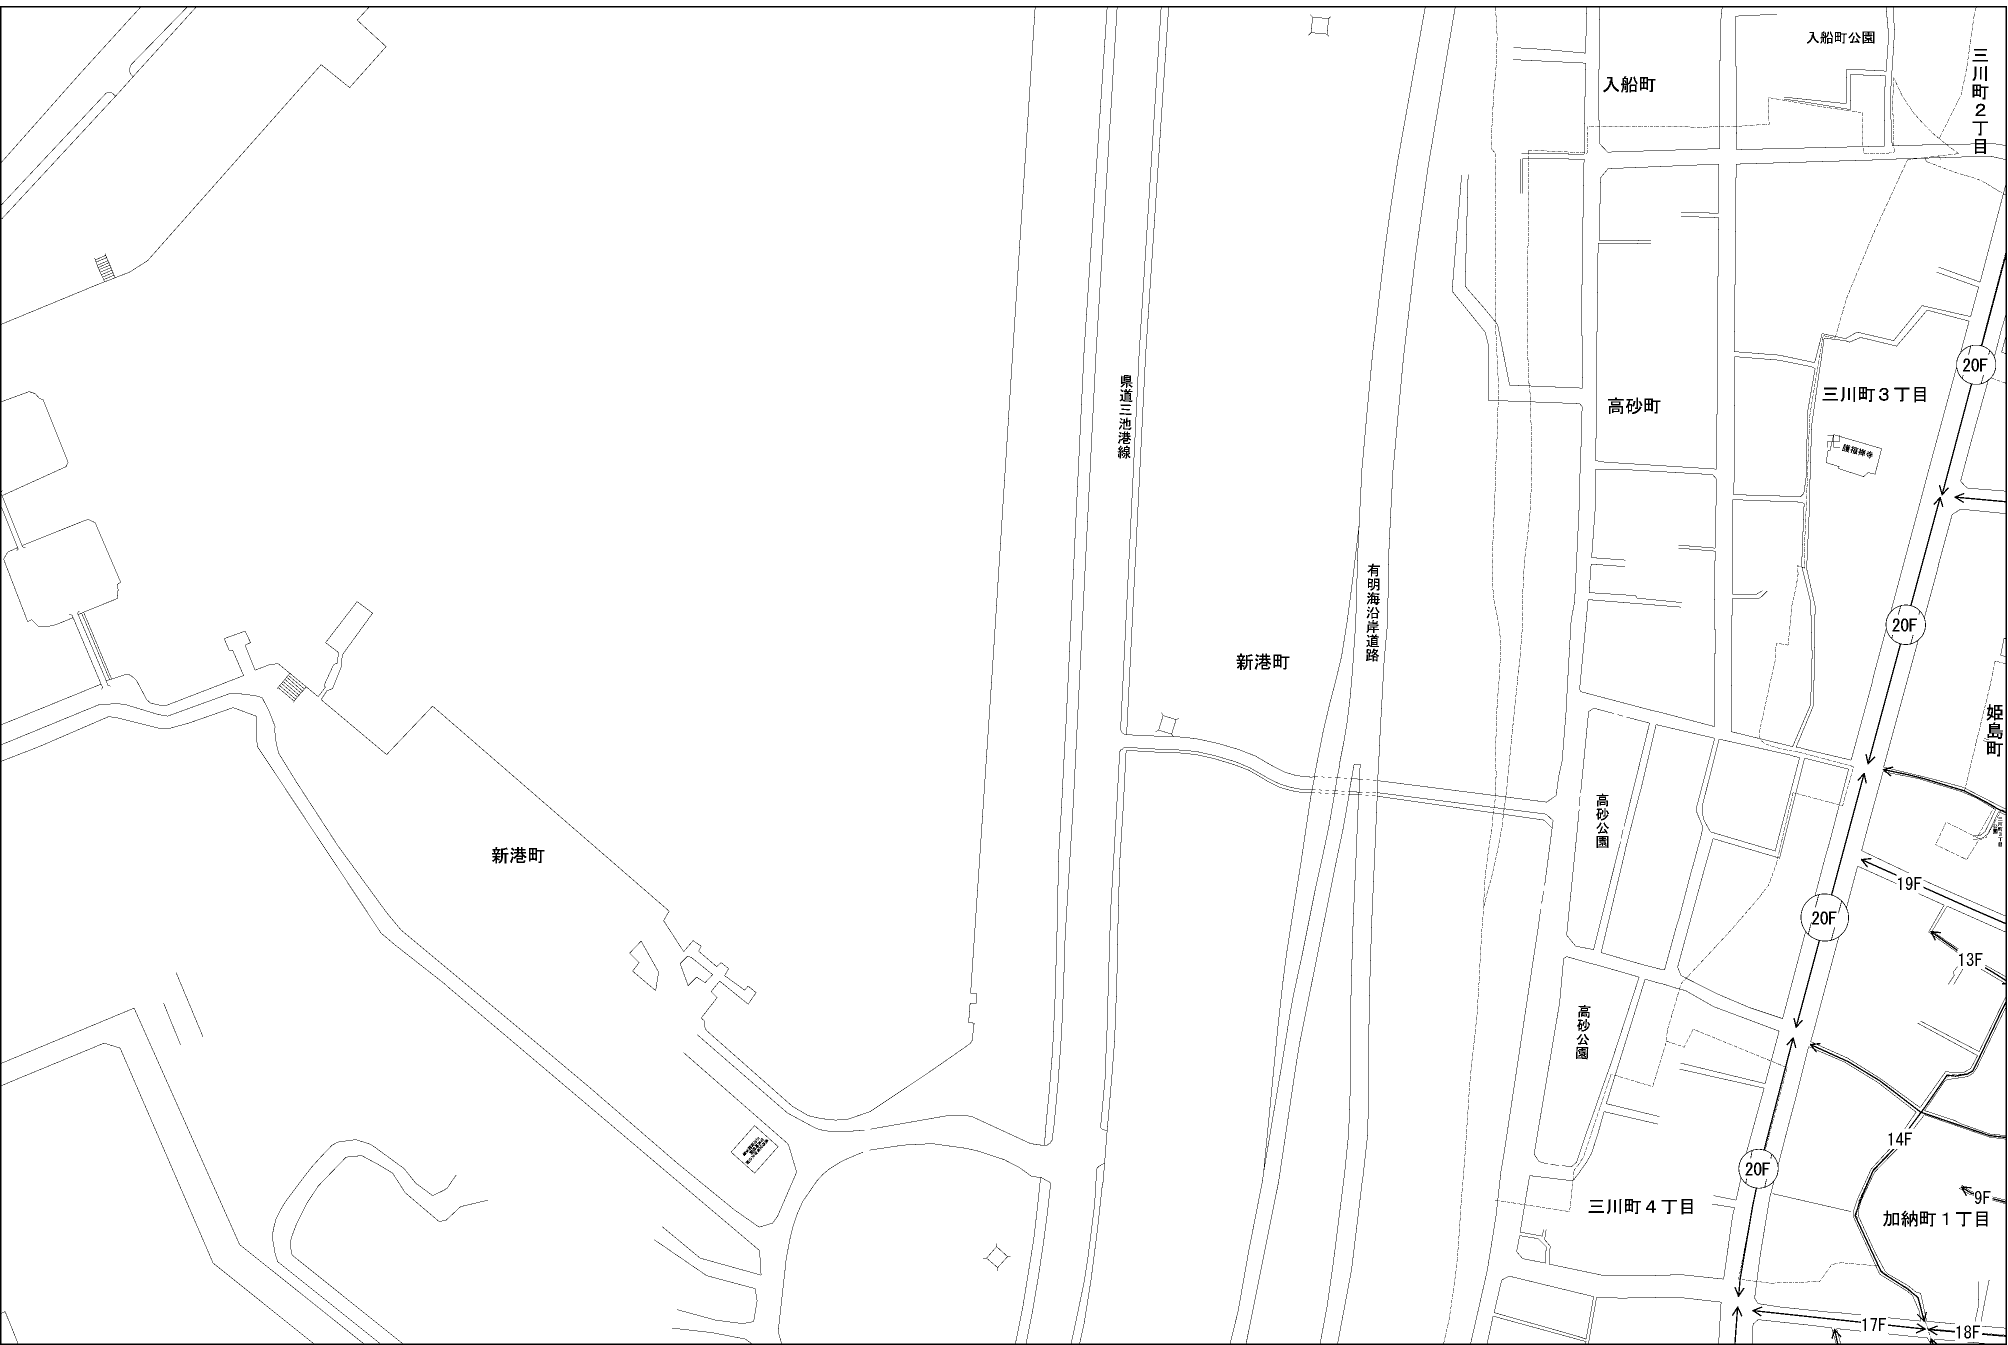 入船町公園
三川町２丁目
入船町
20F
県道三池港線
三川町３丁目
高砂町
有明海沿岸道路
20F
新港町
姫島町
高砂公園
新港町
19F
20F
13F
高砂公園
14F
20F
9F
三川町４丁目
加納町１丁目
17F
18F